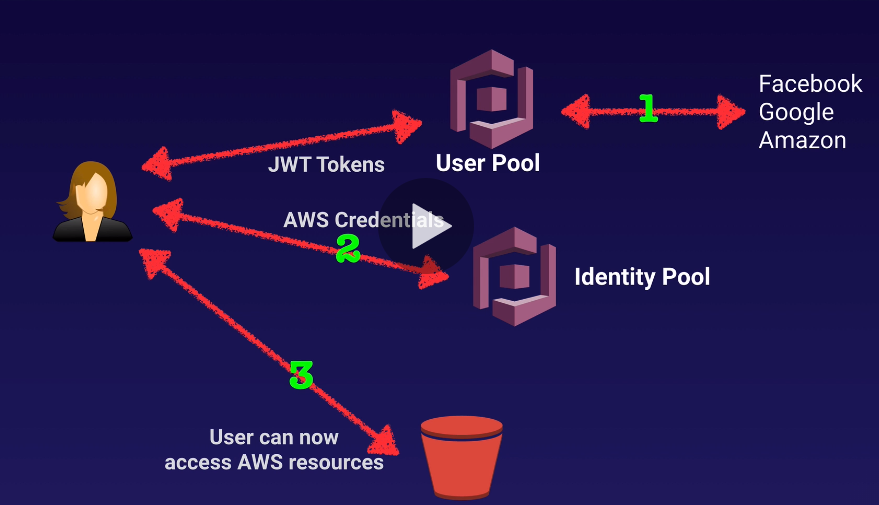 Facebook
Google
Amazon
1
JWT Tokens
User Pool
AWS Credentials
2
Identity Pool
3
User can now
access AWS resources